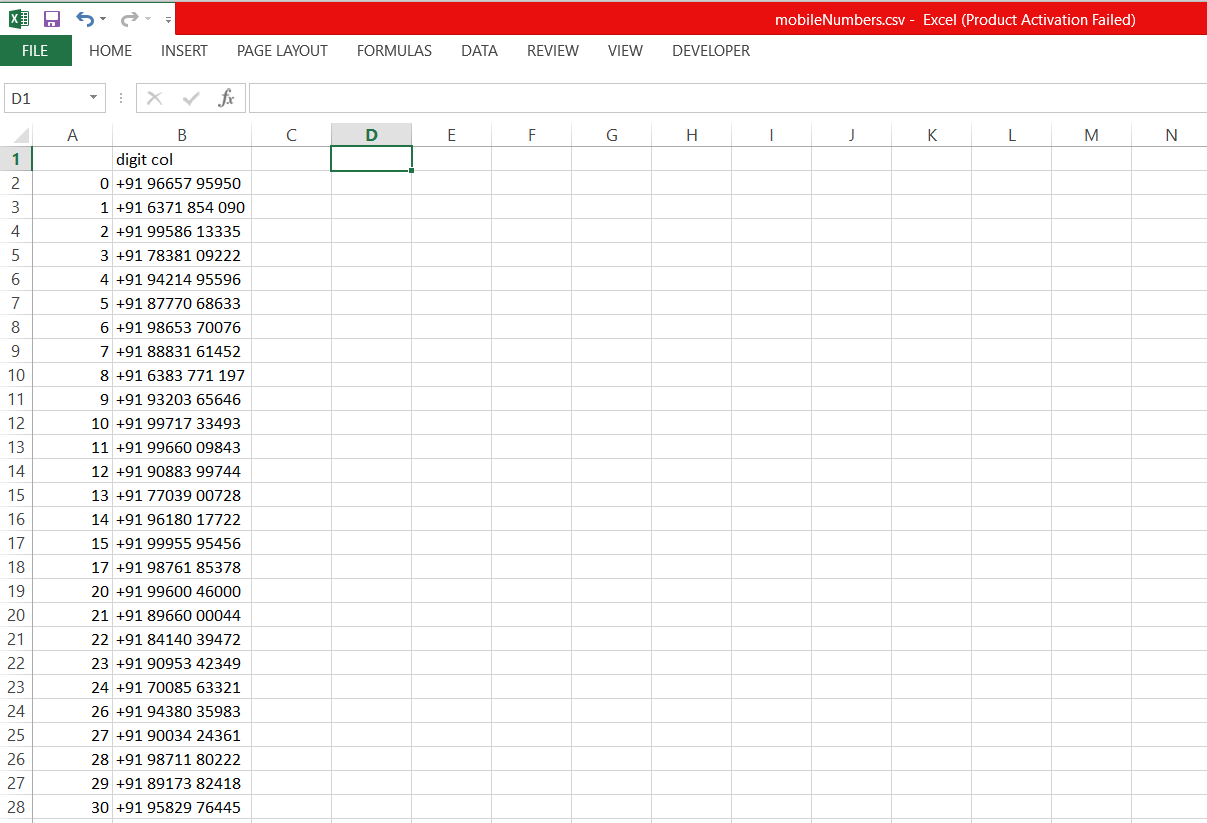 mobileNumbers.csv - Excel (Product Activation Failed)
FILE HOME INSERT PAGE LAYOUT FORMULAS DATA REVIEW VIEW DEVELOPER
D1 fx
A B C D E F G H I J K L M N
1 digit col
2 0 +91 96657 95950
3 1 +91 6371 854 090
4 2 +91 99586 13335
5 3 +91 78381 09222
6 4 +91 94214 95596
7 5 +91 87770 68633
8 6 +91 98653 70076
9 7 +91 88831 61452
10 8 +91 6383 771 197
11 9 +91 93203 65646
12 10 +91 99717 33493
13 11 +91 99660 09843
14 12 +91 90883 99744
15 13 +91 77039 00728
16 14 +91 96180 17722
17 15 +91 99955 95456
18 17 +91 98761 85378
19 20 +91 99600 46000
20 21 +91 89660 00044
21 22 +91 84140 39472
22 23 +91 90953 42349
23 24 +91 70085 63321
24 26 +91 94380 35983
25 27 +91 90034 24361
26 28 +91 98711 80222
27 29 +91 89173 82418
28 30 +91 95829 76445